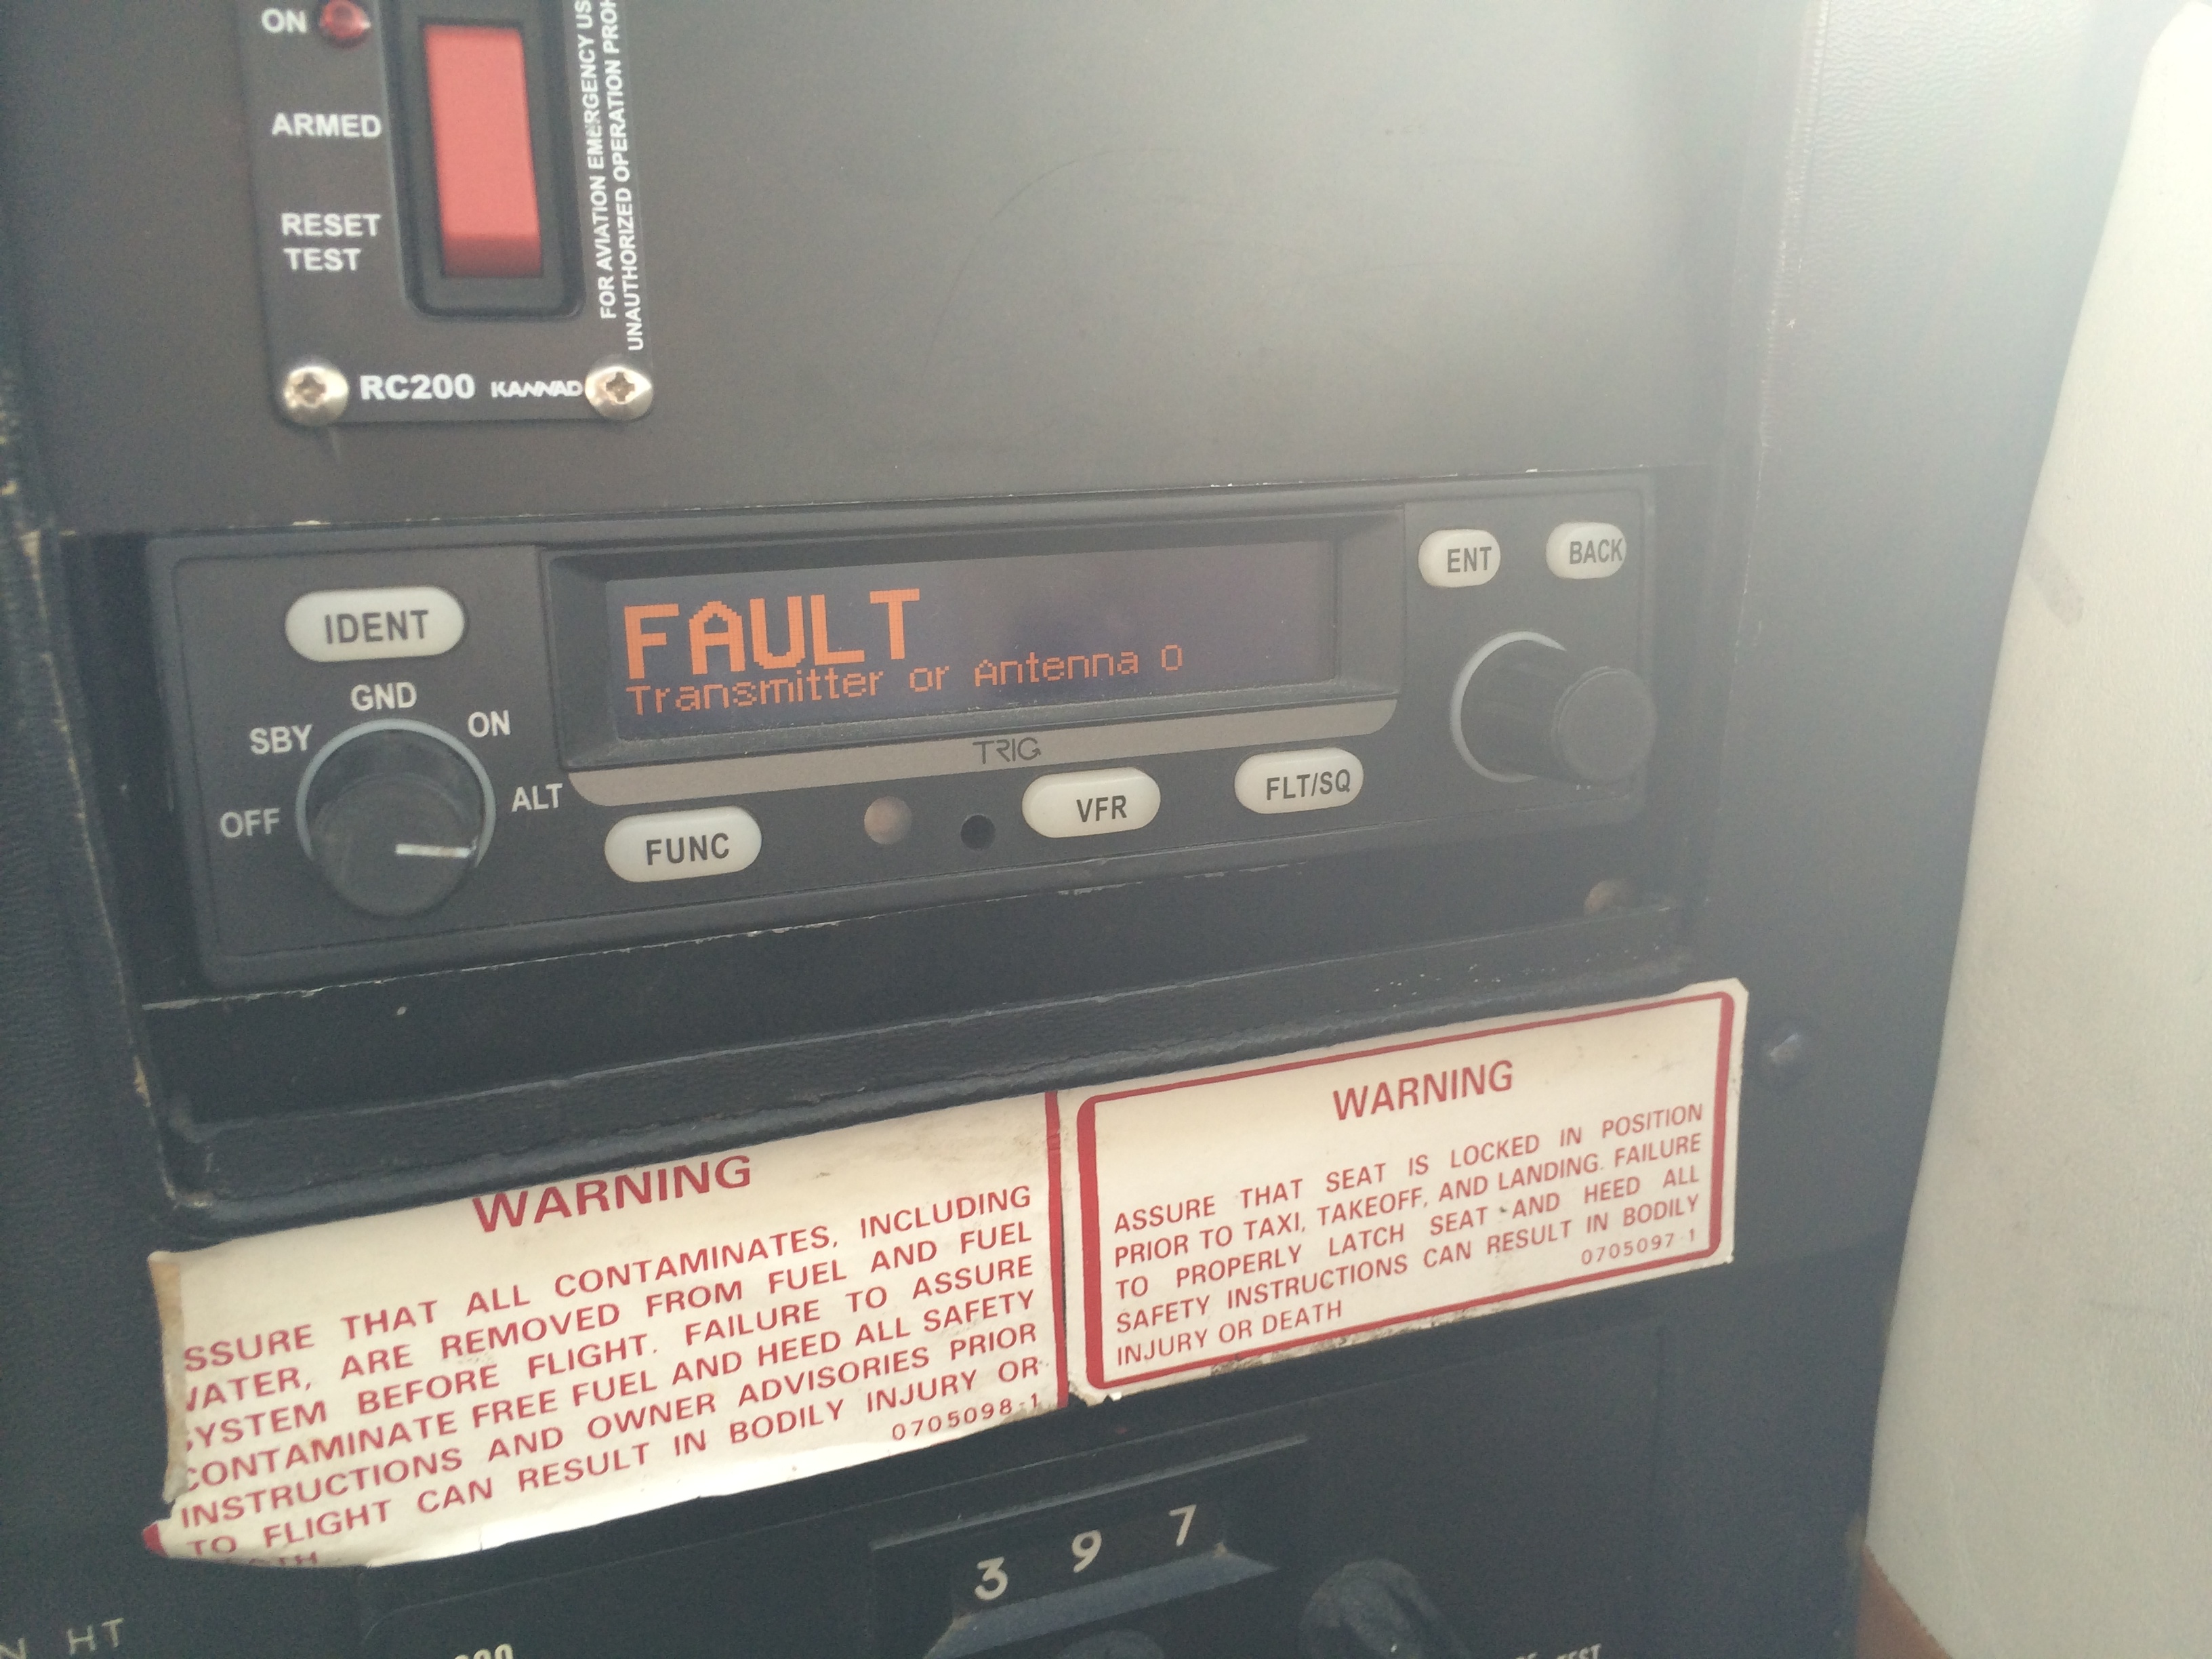 ON
ARMED
RESET
TEST
FOR AVIATION EMERGENCY
UNAUTHORIZED OPERATION
RC200 KANNAD
IDENT
FAULT
Transmitter or Antenna 0
ENT
BACK
GND
SBY
ON
OFF
ALT
TRIG
FUNC
VFR
FLT/SQ
WARNING
SSURE THAT ALL CONTAMINATES, INCLUDING
ATER, ARE REMOVED FROM FUEL AND FUEL
YSTEM BEFORE FLIGHT. FAILURE TO ASSURE
CONTAMINATE FREE FUEL AND HEED ALL SAFETY
INSTRUCTIONS AND OWNER ADVISORIES PRIOR
TO FLIGHT CAN RESULT IN BODILY INJURY OR
0705098-1
WARNING
ASSURE THAT SEAT IS LOCKED IN POSITION
PRIOR TO TAXI, TAKEOFF, AND LANDING. FAILURE
TO PROPERLY LATCH SEAT AND HEED ALL
SAFETY INSTRUCTIONS CAN RESULT IN BODILY
INJURY OR DEATH
0705097-1
3 9 7
HT